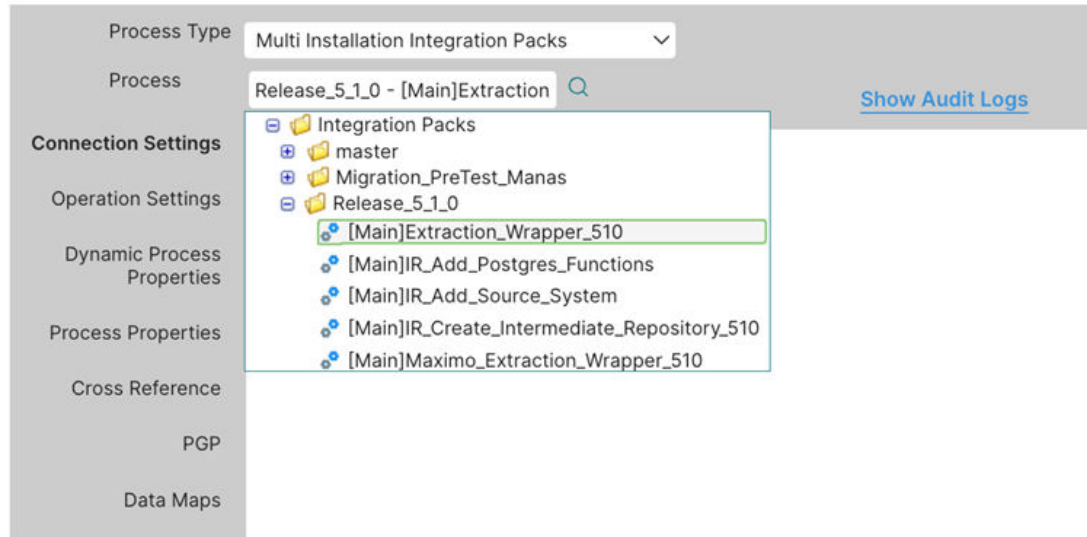 Process Type
Multi Installation Integration Packs
Process
Release_5_1_0 - [Main]Extraction
Show Audit Logs
Integration Packs
Connection Settings
master
Migration_PreTest_Manas
Operation Settings
Release_5_1_0
[Main]Extraction_Wrapper_510
Dynamic Process
Properties
[Main]IR_Add_Postgres_Functions
[Main]IR_Add_Source_System
Process Properties
[Main]IR_Create_Intermediate_Repository_510
[Main]Maximo_Extraction_Wrapper_510
Cross Reference
PGP
Data Maps